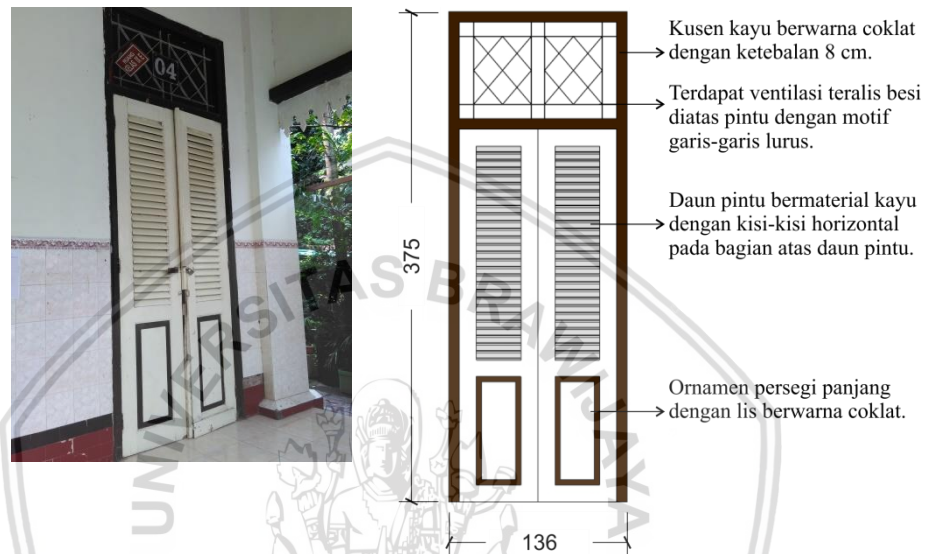 04
375
136
Kusen kayu berwarna coklat
dengan ketebalan 8 cm.
Terdapat ventilasi teralis besi
diatas pintu dengan motif
garis-garis lurus.
Daun pintu bermaterial kayu
dengan kisi-kisi horizontal
pada bagian atas daun pintu.
Ornamen persegi panjang
dengan lis berwarna coklat.
UNIVERSITAS BRAWIJAYA